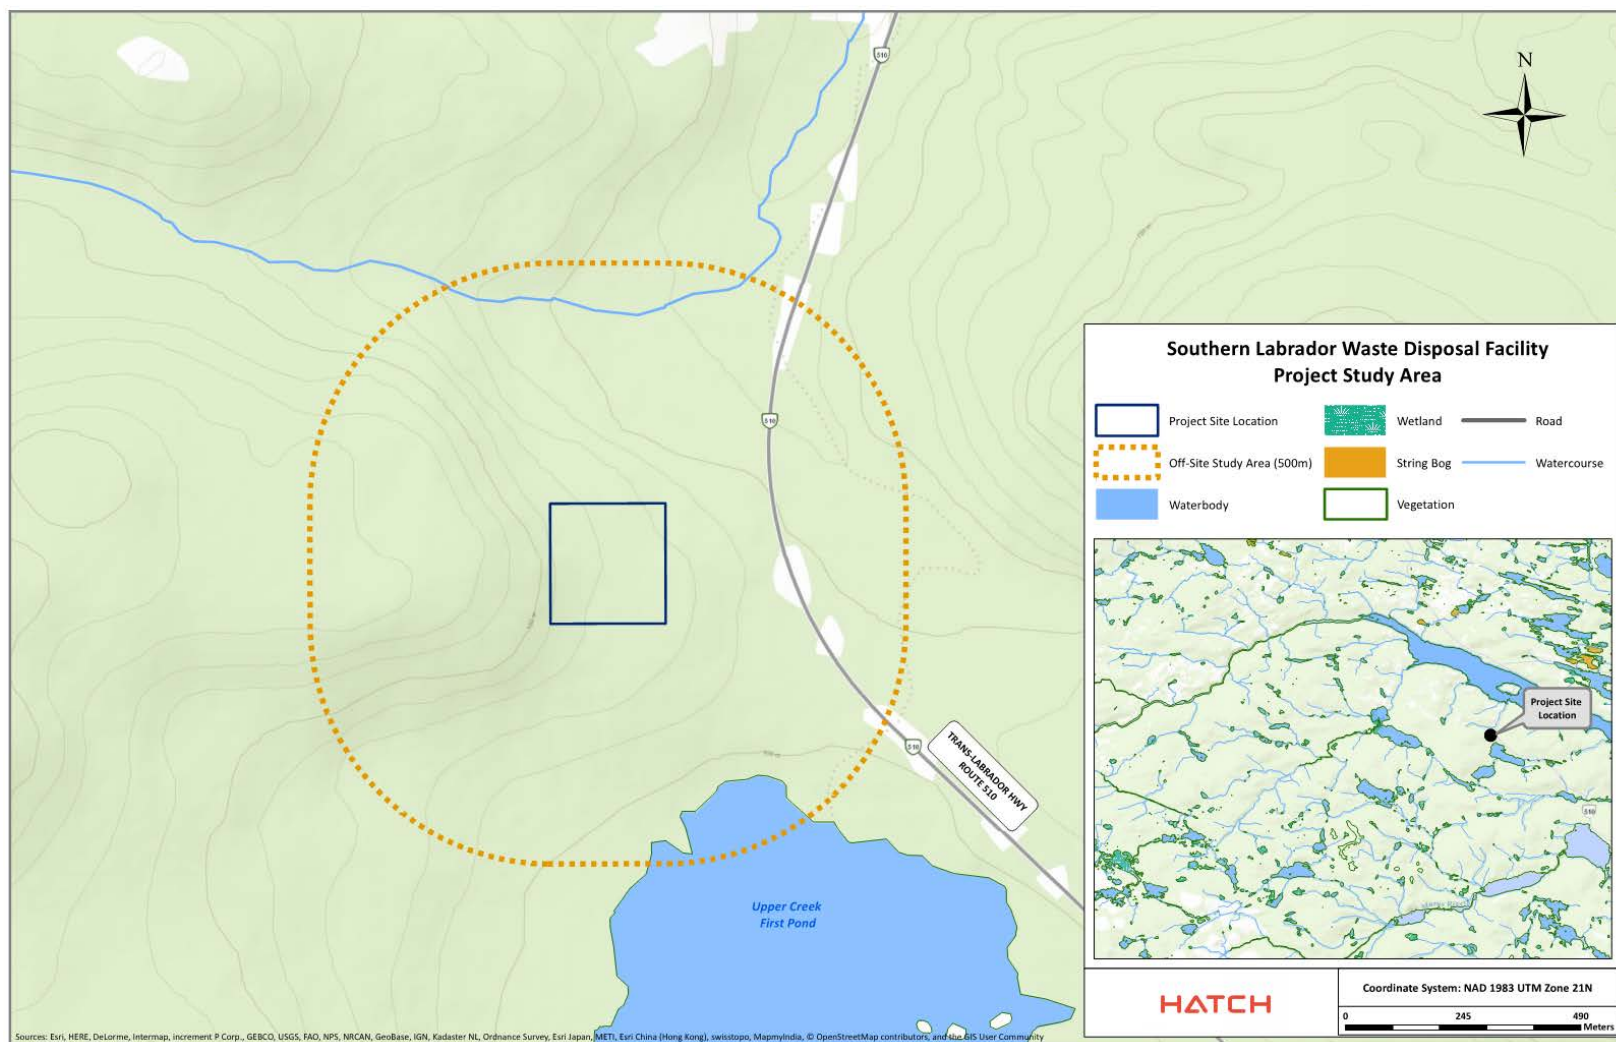 510
N
510
Southern Labrador Waste Disposal Facility
Project Study Area
Project Site Location
Wetland
Road
Off-Site Study Area (500m)
String Bog
Watercourse
Waterbody
Vegetation
Project Site
Location
510
TRANS-LABRADOR HWY
ROUTE 510
510
Upper Creek
First Pond
HATCH
Coordinate System: NAD 1983 UTM Zone 21N
0 245 490
Meters
Sources: Esri, HERE, DeLorme, Intermap, increment P Corp., GEBCO, USGS, FAO, NPS, NRCAN, GeoBase, IGN, Kadaster NL, Ordnance Survey, Esri Japan, METI, Esri China (Hong Kong), swisstopo, MapmyIndia, © OpenStreetMap contributors, and the GIS User Community